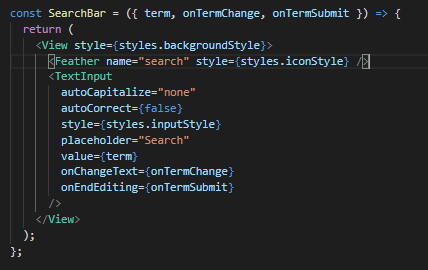 const SearchBar = ({ term, onTermChange, onTermSubmit }) => {
  return (
    <View style={styles.backgroundStyle}>
      <Feather name="search" style={styles.iconStyle} />
      <TextInput
        autoCapitalize="none"
        autoCorrect={false}
        style={styles.inputStyle}
        placeholder="Search"
        value={term}
        onChangeText={onTermChange}
        onEndEditing={onTermSubmit}
      />
    </View>
  );
};